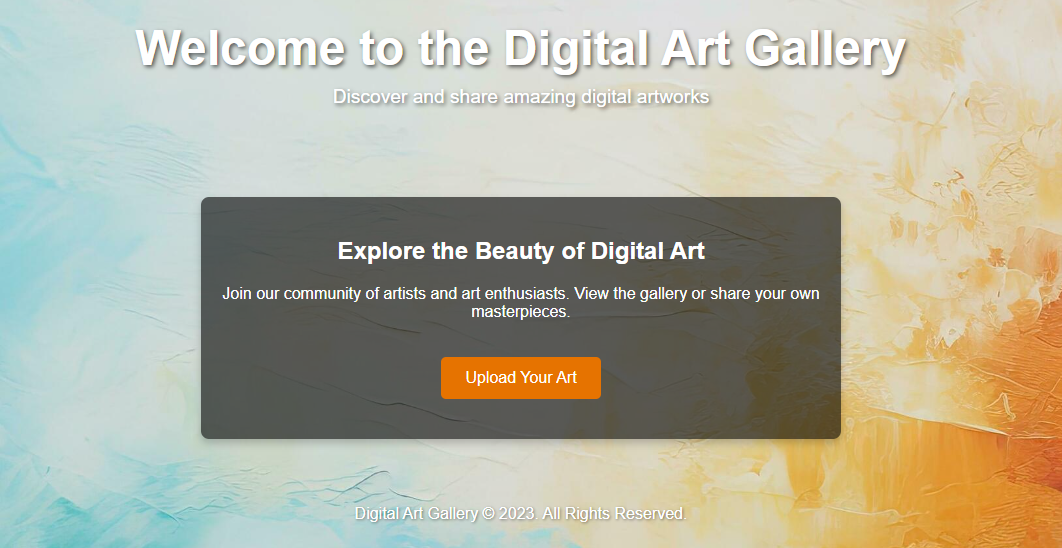 Welcome to the Digital Art Gallery
Discover and share amazing digital artworks
Explore the Beauty of Digital Art
Join our community of artists and art enthusiasts. View the gallery or share your own
masterpieces.
Upload Your Art
Digital Art Gallery © 2023. All Rights Reserved.